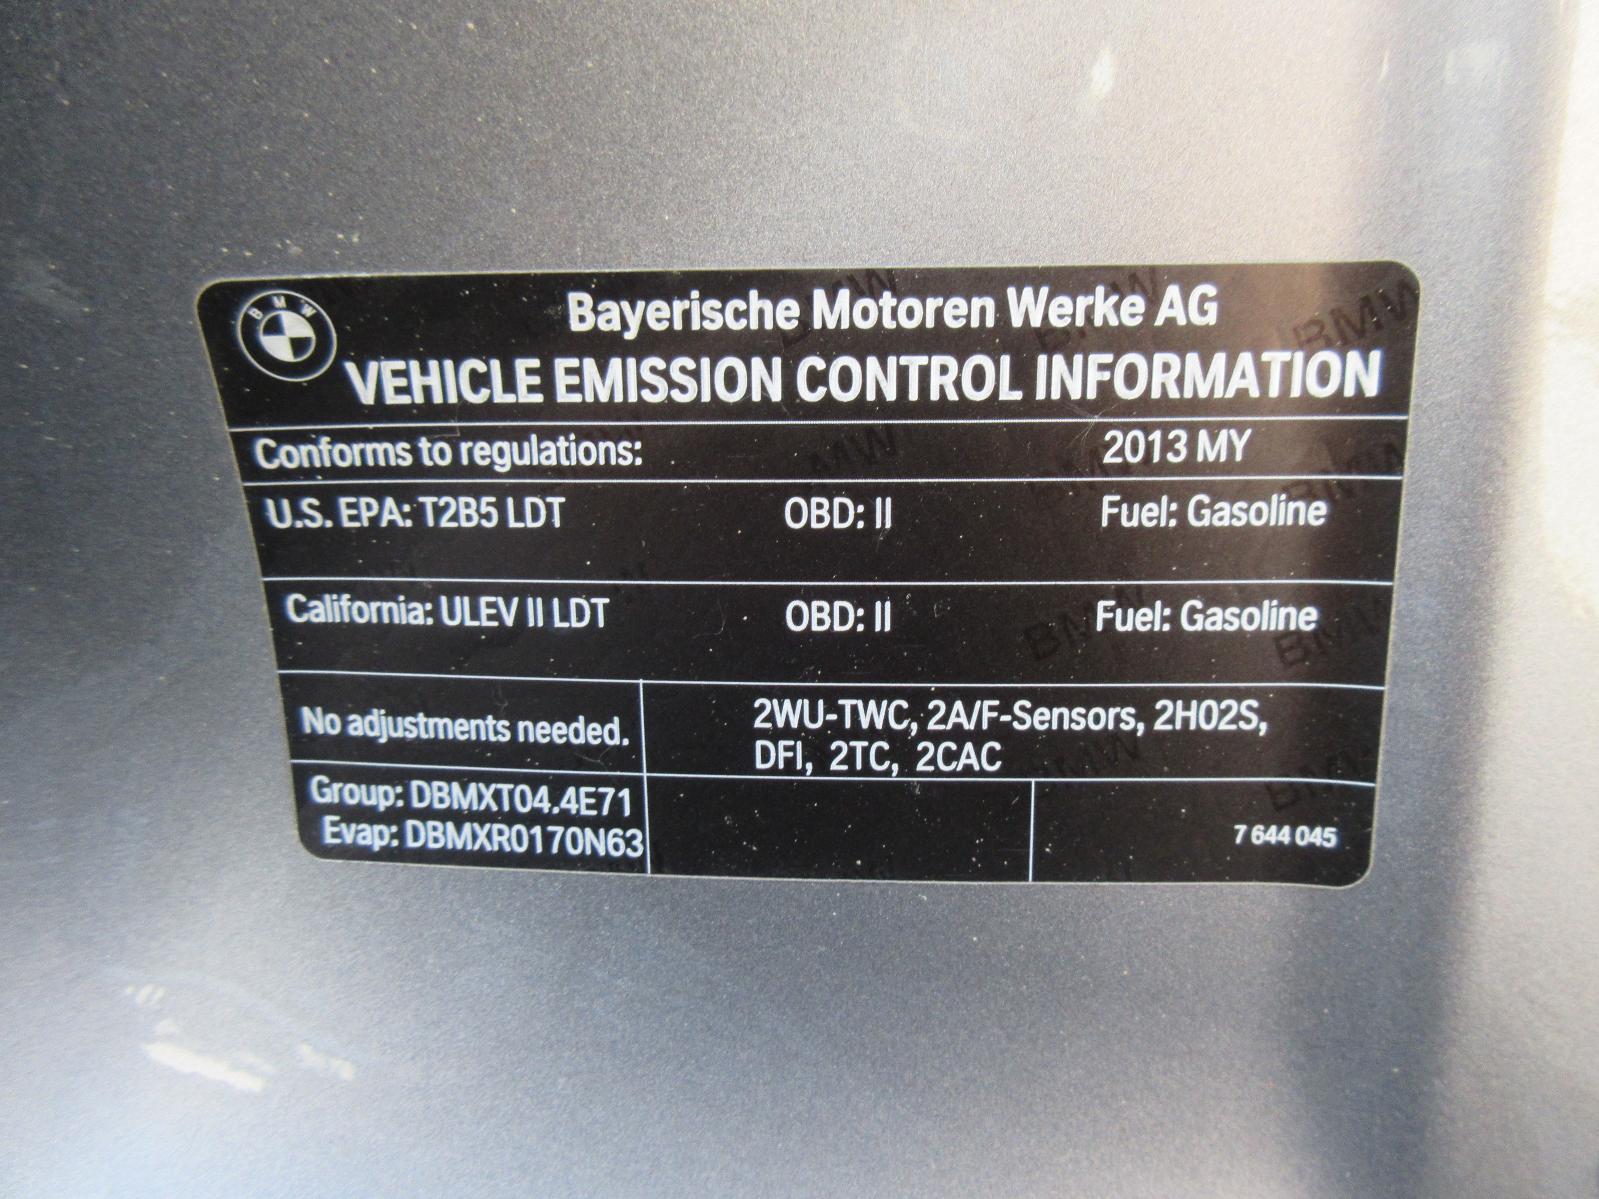 BMW
Bayerische Motoren Werke AG
VEHICLE EMISSION CONTROL INFORMATION
Conforms to regulations: 2013 MY
U.S. EPA: T2B5 LDT OBD: II Fuel: Gasoline
California: ULEV II LDT OBD: II Fuel: Gasoline
No adjustments needed.
2WU-TWC, 2A/F-Sensors, 2HO2S,
DFI, 2TC, 2CAC
Group: DBMXT04.4E71
Evap: DBMXR0170N63
7 644 045